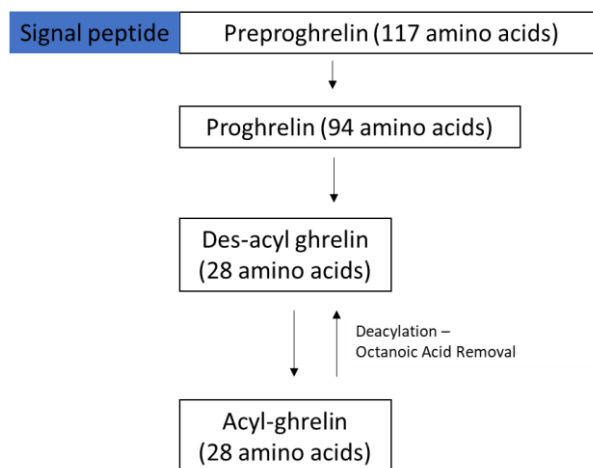 Signal peptide Preproghrelin (117 amino acids)
Proghrelin (94 amino acids)
Des-acyl ghrelin
(28 amino acids)
Deacylation –
Octanoic Acid Removal
Acyl-ghrelin
(28 amino acids)